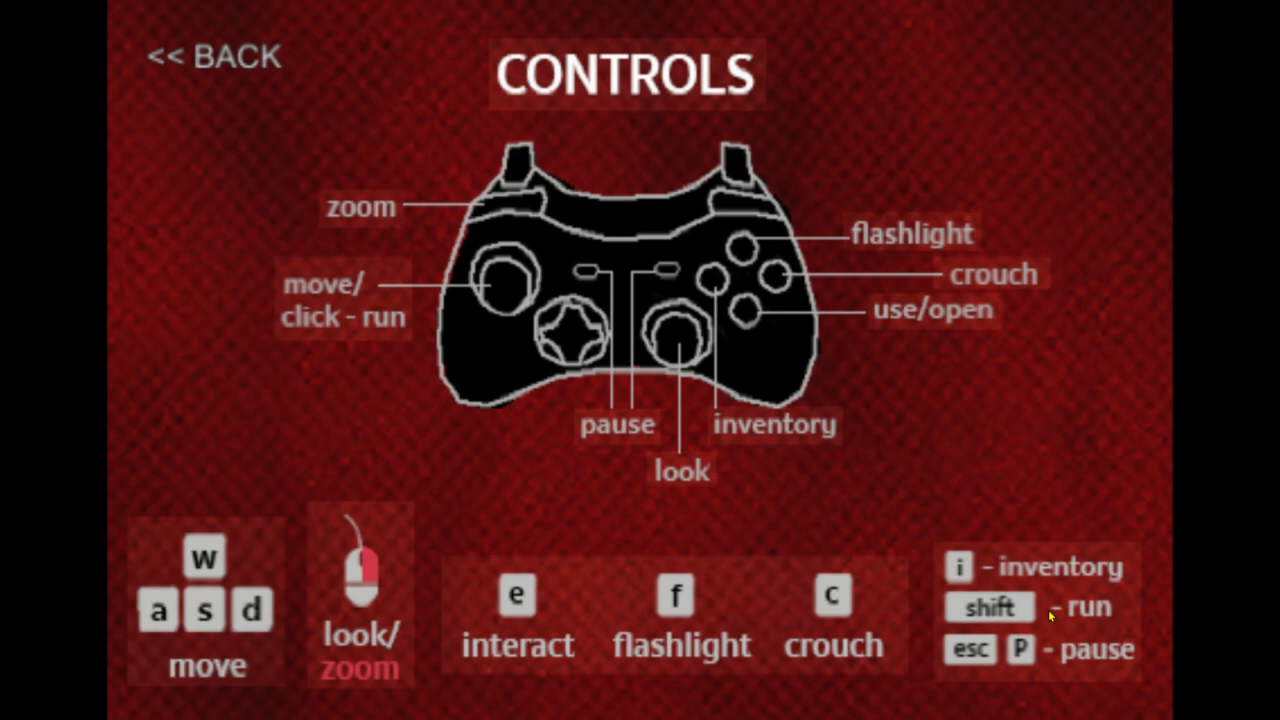 << BACK
CONTROLS
zoom
flashlight
move/
click - run
crouch
use/open
pause
inventory
look
w
a s d
move
look/
zoom
e
interact
f
flashlight
c
crouch
i - inventory
shift - run
esc P - pause